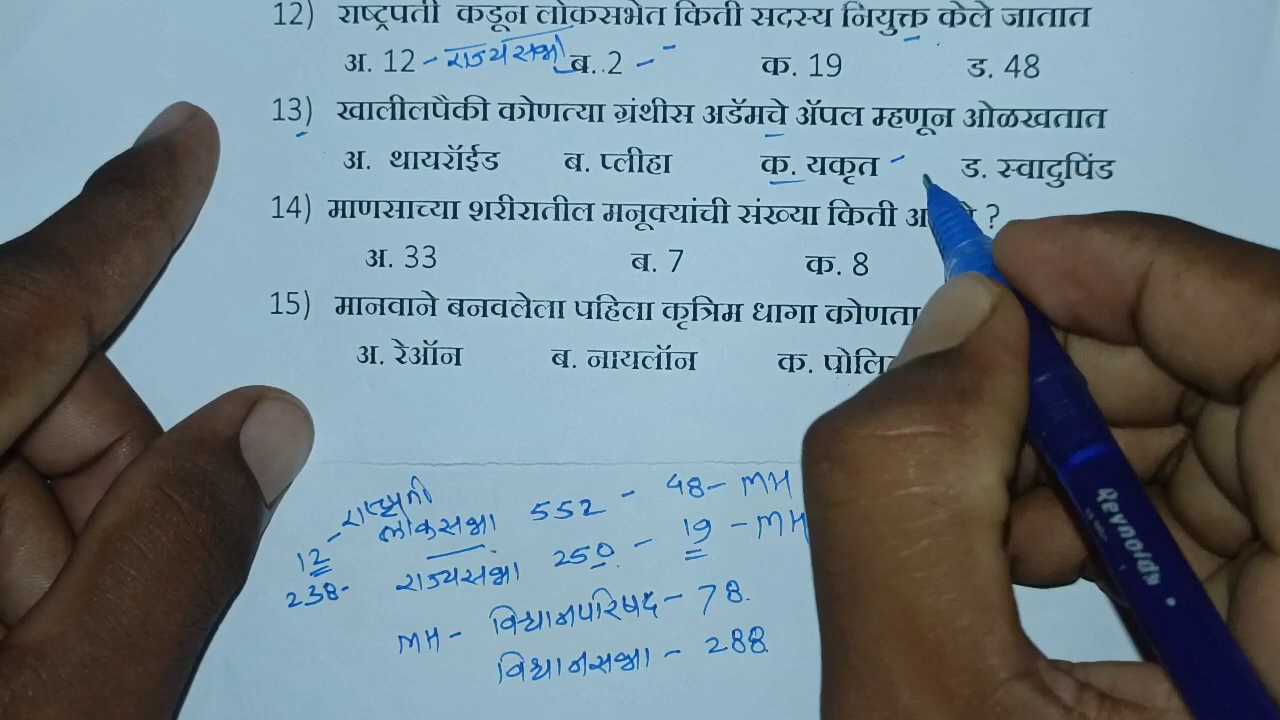 12) राष्ट्रपती कडून लोकसभेत किती सदस्य नियुक्त केले जातात
अ. 12 - राज्यसभा ब. 2 - क. 19 ड. 48
13) खालीलपैकी कोणत्या ग्रंथीस अडॅमचे ॲपल म्हणून ओळखतात
अ. थायरॉईड ब. प्लीहा क. यकृत - ड. स्वादुपिंड
14) माणसाच्या शरीरातील मनूक्यांची संख्या किती ?
अ. 33 ब. 7 क. 8
15) मानवाने बनवलेला पहिला कृत्रिम धागा कोणता
अ. रेऑन ब. नायलॉन क.
राष्ट्रपती
लोकसभा 552 - 48 - MH
12 -
राज्यसभा 250 - 19 - MH
238 -
MH - विधानपरिषद - 78.
विधानसभा - 288
Reynolds